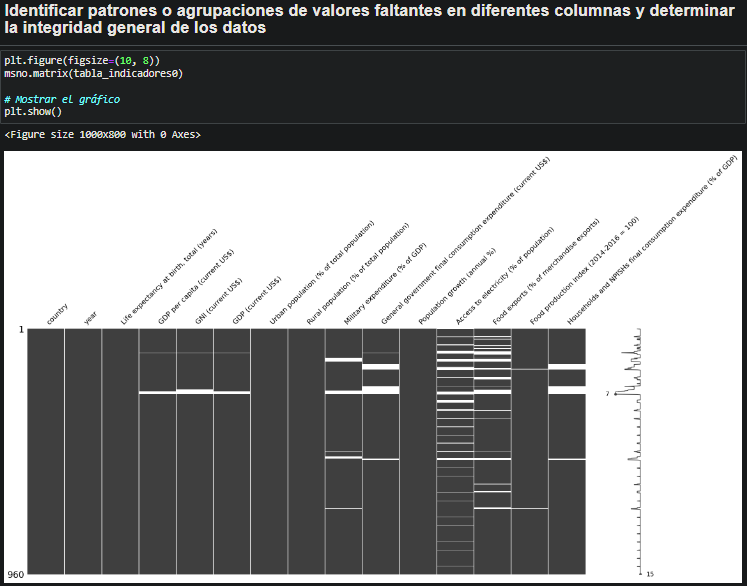 Identificar patrones o agrupaciones de valores faltantes en diferentes columnas y determinar
la integridad general de los datos
plt.figure(figsize=(10, 8))
msno.matrix(tabla_indicadores0)
# Mostrar el gráfico
plt.show()
<Figure size 1000x800 with 0 Axes>
country
year
Life expectancy at birth, total (years)
GDP per capita (current US$)
GNI (current US$)
GDP (current US$)
Urban population (% of total population)
Rural population (% of total population)
Military expenditure (% of GDP)
General government final consumption expenditure (current US$)
Population growth (annual %)
Access to electricity (% of population)
Food exports (% of merchandise exports)
Food production index (2014-2016 = 100)
Households and NPISHs final consumption expenditure (% of GDP)
1
7
960
15